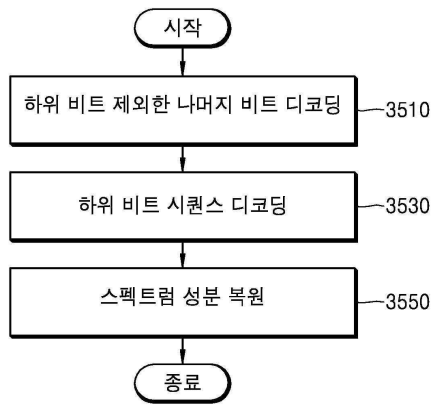 시작
하위 비트 제외한 나머지 비트 디코딩
3510
하위 비트 시퀀스 디코딩
3530
스펙트럼 성분 복원
3550
종료